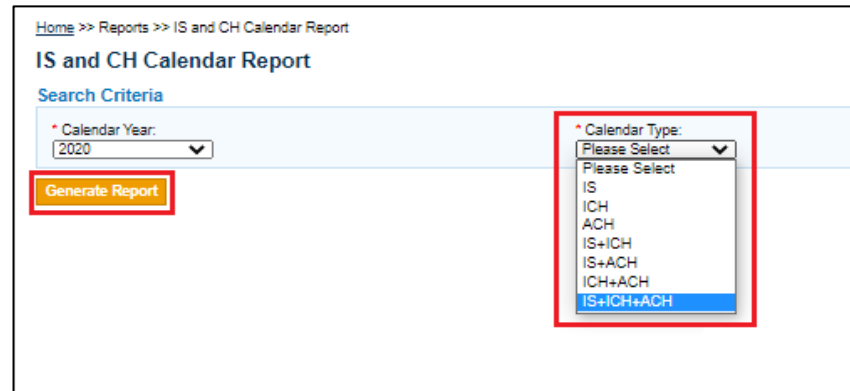 Home >> Reports >> IS and CH Calendar Report
IS and CH Calendar Report
Search Criteria
* Calendar Year:
2020
* Calendar Type:
Please Select
Please Select
IS
ICH
ACH
IS+ICH
IS+ACH
ICH+ACH
IS+ICH+ACH
Generate Report